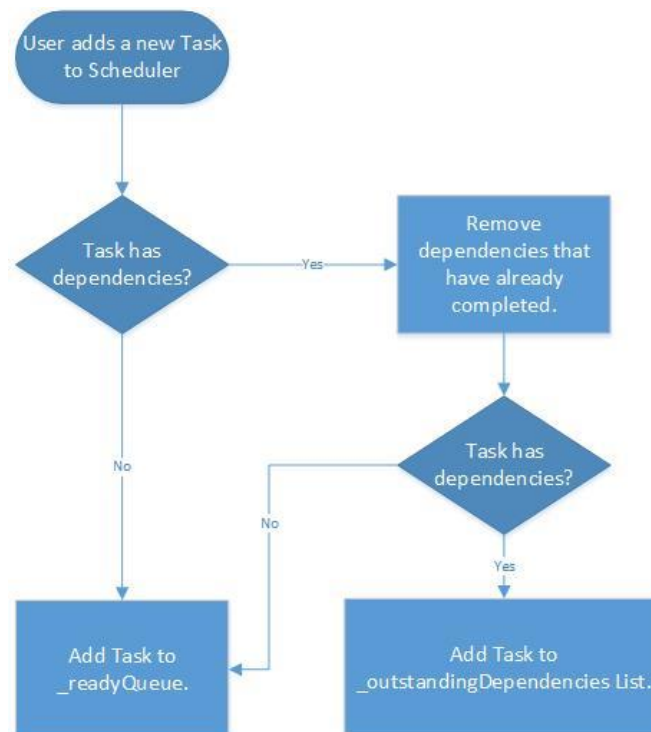 User adds a new Task
to Scheduler
Task has
dependencies?
Yes
Remove
dependencies that
have already
completed.
Task has
dependencies?
No
No
Yes
Add Task to
_readyQueue.
Add Task to
_outstandingDependencies List.